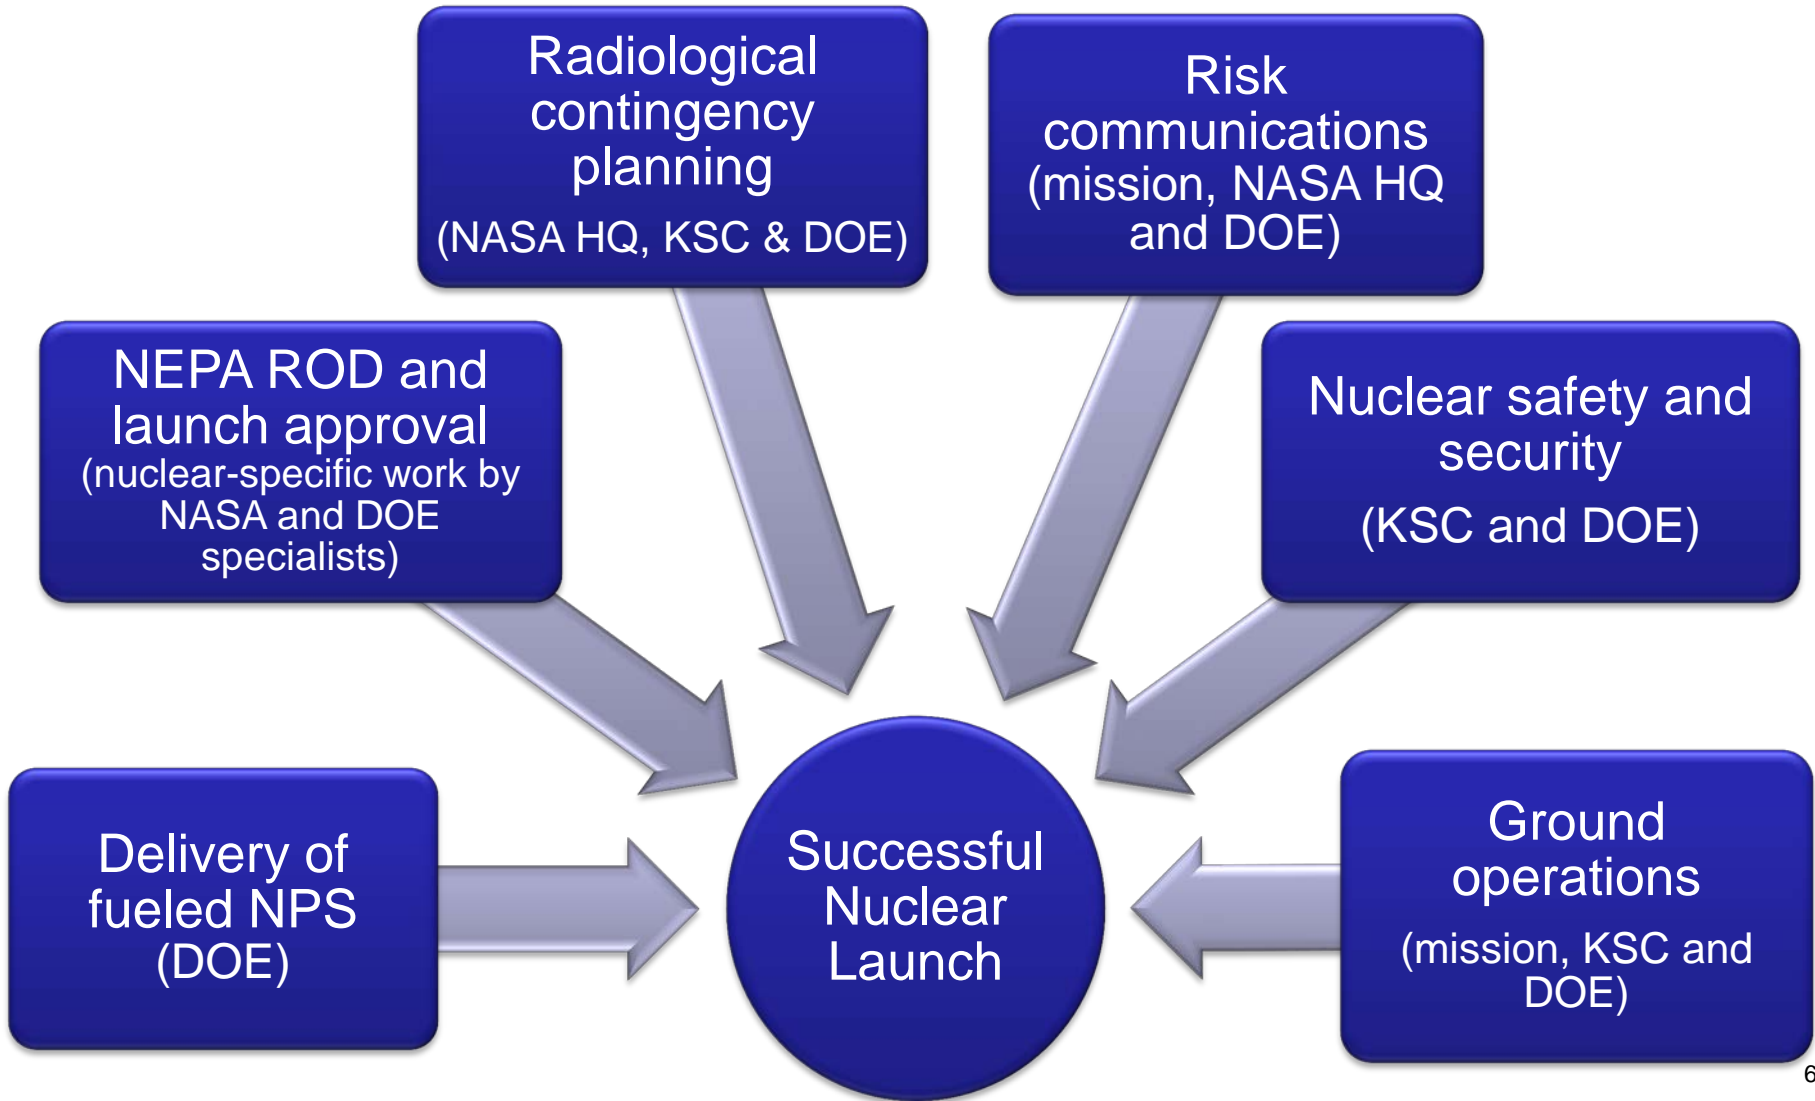 Radiological
contingency
planning
(NASA HQ, KSC & DOE)
Risk
communications
(mission, NASA HQ
and DOE)
NEPA ROD and
launch approval
(nuclear-specific work by
NASA and DOE
specialists)
Nuclear safety and
security
(KSC and DOE)
Delivery of
fueled NPS
(DOE)
Successful
Nuclear
Launch
Ground
operations
(mission, KSC and
DOE)
6